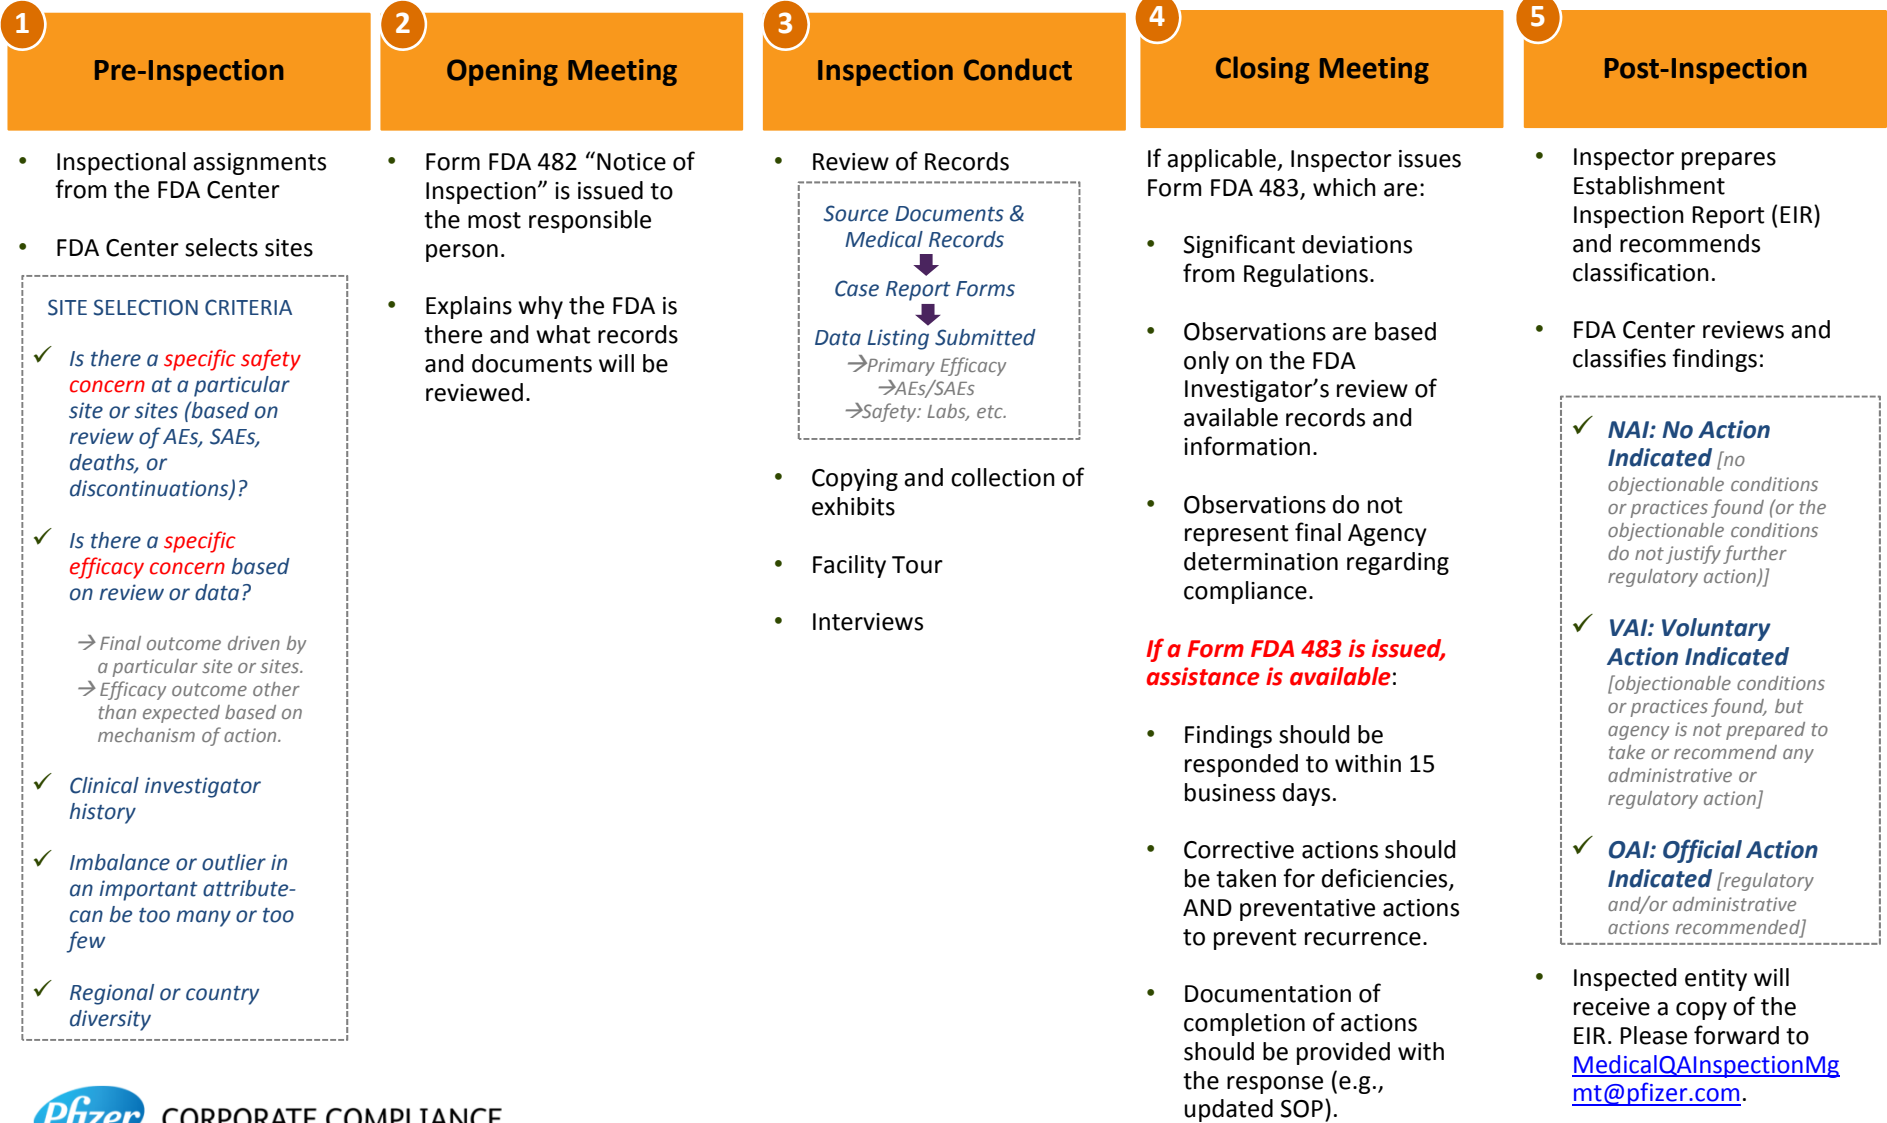 1
Pre-Inspection
• Inspectional assignments
from the FDA Center
• FDA Center selects sites
SITE SELECTION CRITERIA
✓ Is there a specific safety
concern at a particular
site or sites (based on
review of AEs, SAEs,
deaths, or
discontinuations)?
✓ Is there a specific
efficacy concern based
on review or data?
→ Final outcome driven by
a particular site or sites.
→ Efficacy outcome other
than expected based on
mechanism of action.
✓ Clinical investigator
history
✓ Imbalance or outlier in
an important attribute-
can be too many or too
few
✓ Regional or country
diversity
2
Opening Meeting
• Form FDA 482 “Notice of
Inspection” is issued to
the most responsible
person.
• Explains why the FDA is
there and what records
and documents will be
reviewed.
3
Inspection Conduct
• Review of Records
Source Documents &
Medical Records
Case Report Forms
Data Listing Submitted
→Primary Efficacy
→AEs/SAEs
→Safety: Labs, etc.
• Copying and collection of
exhibits
• Facility Tour
• Interviews
4
Closing Meeting
If applicable, Inspector issues
Form FDA 483, which are:
• Significant deviations
from Regulations.
• Observations are based
only on the FDA
Investigator’s review of
available records and
information.
• Observations do not
represent final Agency
determination regarding
compliance.
If a Form FDA 483 is issued,
assistance is available:
• Findings should be
responded to within 15
business days.
• Corrective actions should
be taken for deficiencies,
AND preventative actions
to prevent recurrence.
• Documentation of
completion of actions
should be provided with
the response (e.g.,
updated SOP).
5
Post-Inspection
• Inspector prepares
Establishment
Inspection Report (EIR)
and recommends
classification.
• FDA Center reviews and
classifies findings:
✓ NAI: No Action
Indicated [no
objectionable conditions
or practices found (or the
objectionable conditions
do not justify further
regulatory action)]
✓ VAI: Voluntary
Action Indicated
[objectionable conditions
or practices found, but
agency is not prepared to
take or recommend any
administrative or
regulatory action]
✓ OAI: Official Action
Indicated [regulatory
and/or administrative
actions recommended]
• Inspected entity will
receive a copy of the
EIR. Please forward to
MedicalQAInspectionMg
mt@pfizer.com.
Pfizer CORPORATE COMPLIANCE